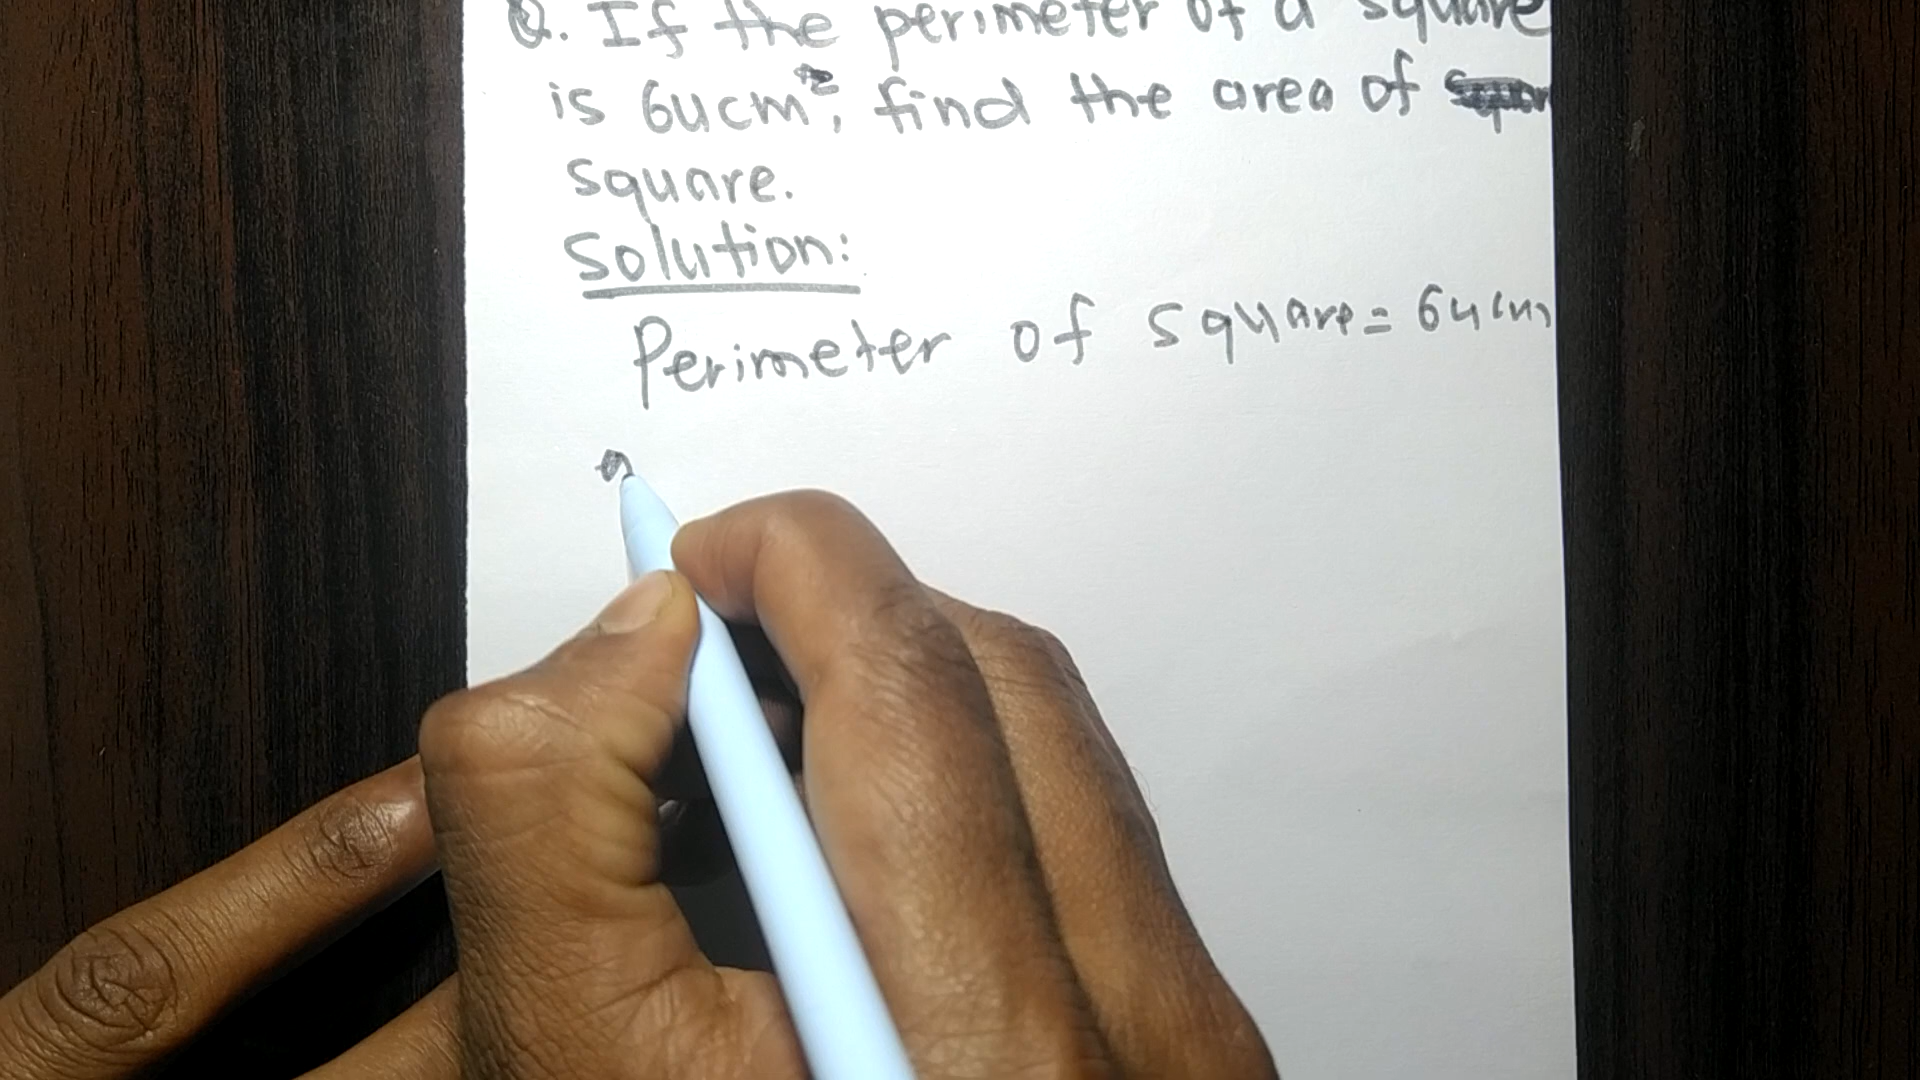 Q. If the perimeter of a square
is 64cm², find the area of
square.
Solution:
Perimeter of square = 64cm